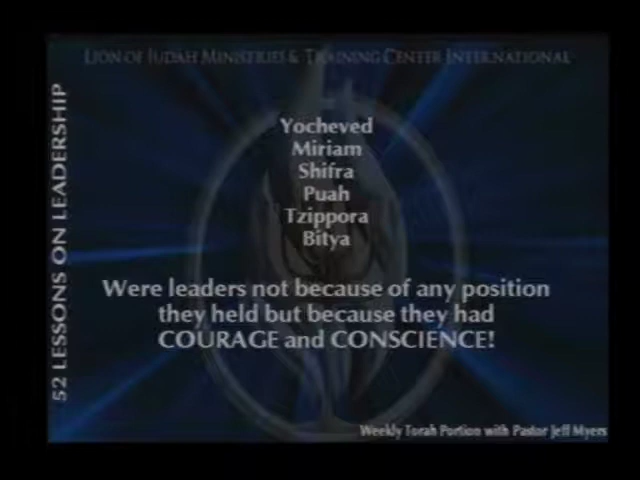 LION OF JUDAH MINISTRIES & TRAINING CENTER INTERNATIONAL
52 LESSONS ON LEADERSHIP
Yocheved
Miriam
Shifra
Puah
Tzippora
Bitya
Were leaders not because of any position
they held but because they had
COURAGE and CONSCIENCE!
Weekly Torah Portion with Pastor Jeff Myers